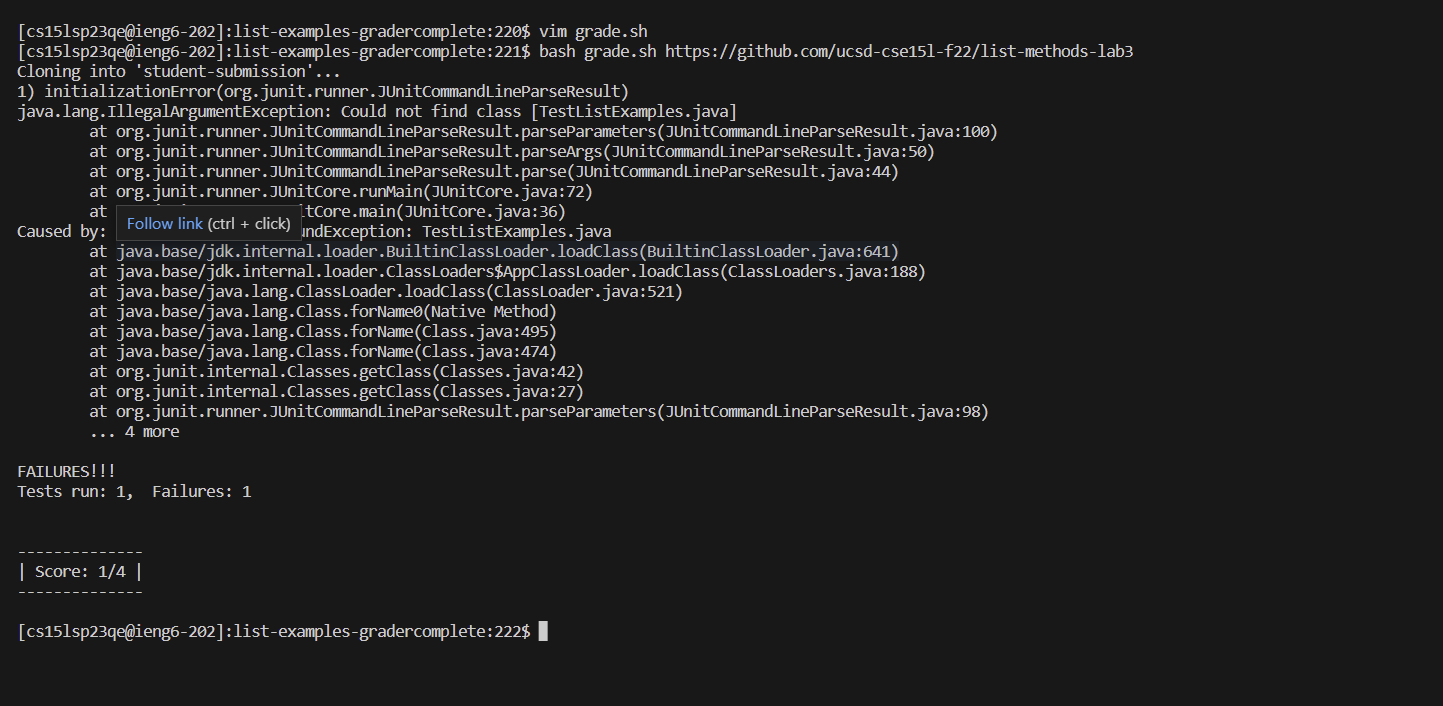 [cs15lsp23qe@ieng6-202]:list-examples-gradercomplete:220$ vim grade.sh
[cs15lsp23qe@ieng6-202]:list-examples-gradercomplete:221$ bash grade.sh https://github.com/ucsd-cse15l-f22/list-methods-lab3
Cloning into 'student-submission'...
1) initializationError(org.junit.runner.JUnitCommandLineParseResult)
java.lang.IllegalArgumentException: Could not find class [TestListExamples.java]
at org.junit.runner.JUnitCommandLineParseResult.parseParameters(JUnitCommandLineParseResult.java:100)
at org.junit.runner.JUnitCommandLineParseResult.parseArgs(JUnitCommandLineParseResult.java:50)
at org.junit.runner.JUnitCommandLineParseResult.parse(JUnitCommandLineParseResult.java:44)
at org.junit.runner.JUnitCore.runMain(JUnitCore.java:72)
at Follow link (ctrl + click) itCore.main(JUnitCore.java:36)
Caused by: undException: TestListExamples.java
at java.base/jdk.internal.loader.BuiltinClassLoader.loadClass(BuiltinClassLoader.java:641)
at java.base/jdk.internal.loader.ClassLoaders$AppClassLoader.loadClass(ClassLoaders.java:188)
at java.base/java.lang.ClassLoader.loadClass(ClassLoader.java:521)
at java.base/java.lang.Class.forName0(Native Method)
at java.base/java.lang.Class.forName(Class.java:495)
at java.base/java.lang.Class.forName(Class.java:474)
at org.junit.internal.Classes.getClass(Classes.java:42)
at org.junit.internal.Classes.getClass(Classes.java:27)
at org.junit.runner.JUnitCommandLineParseResult.parseParameters(JUnitCommandLineParseResult.java:98)
... 4 more
FAILURES!!!
Tests run: 1,  Failures: 1
--------------
| Score: 1/4 |
--------------
[cs15lsp23qe@ieng6-202]:list-examples-gradercomplete:222$